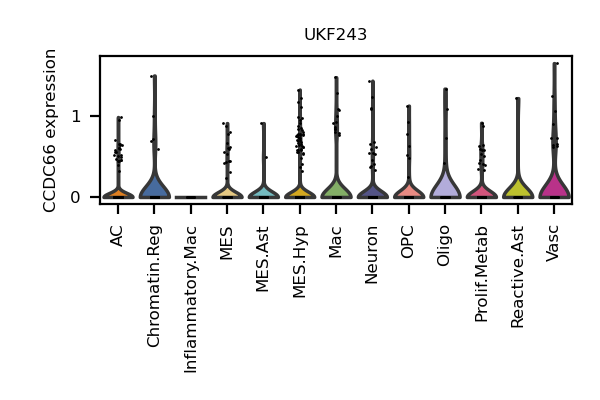 UKF243
CCDC66 expression
1
0
AC
Chromatin.Reg
Inflammatory.Mac
MES
MES.Ast
MES.Hyp
Mac
Neuron
OPC
Oligo
Prolif.Metab
Reactive.Ast
Vasc